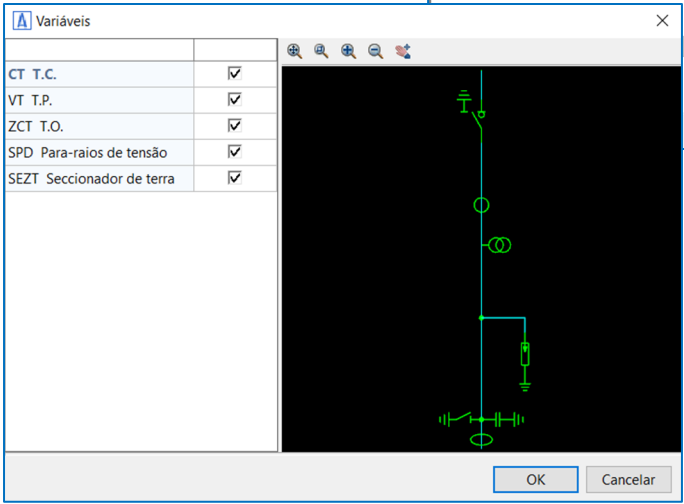 Variáveis
CT T.C.
VT T.P.
ZCT T.O.
SPD Para-raios de tensão
SEZT Seccionador de terra
OK
Cancelar